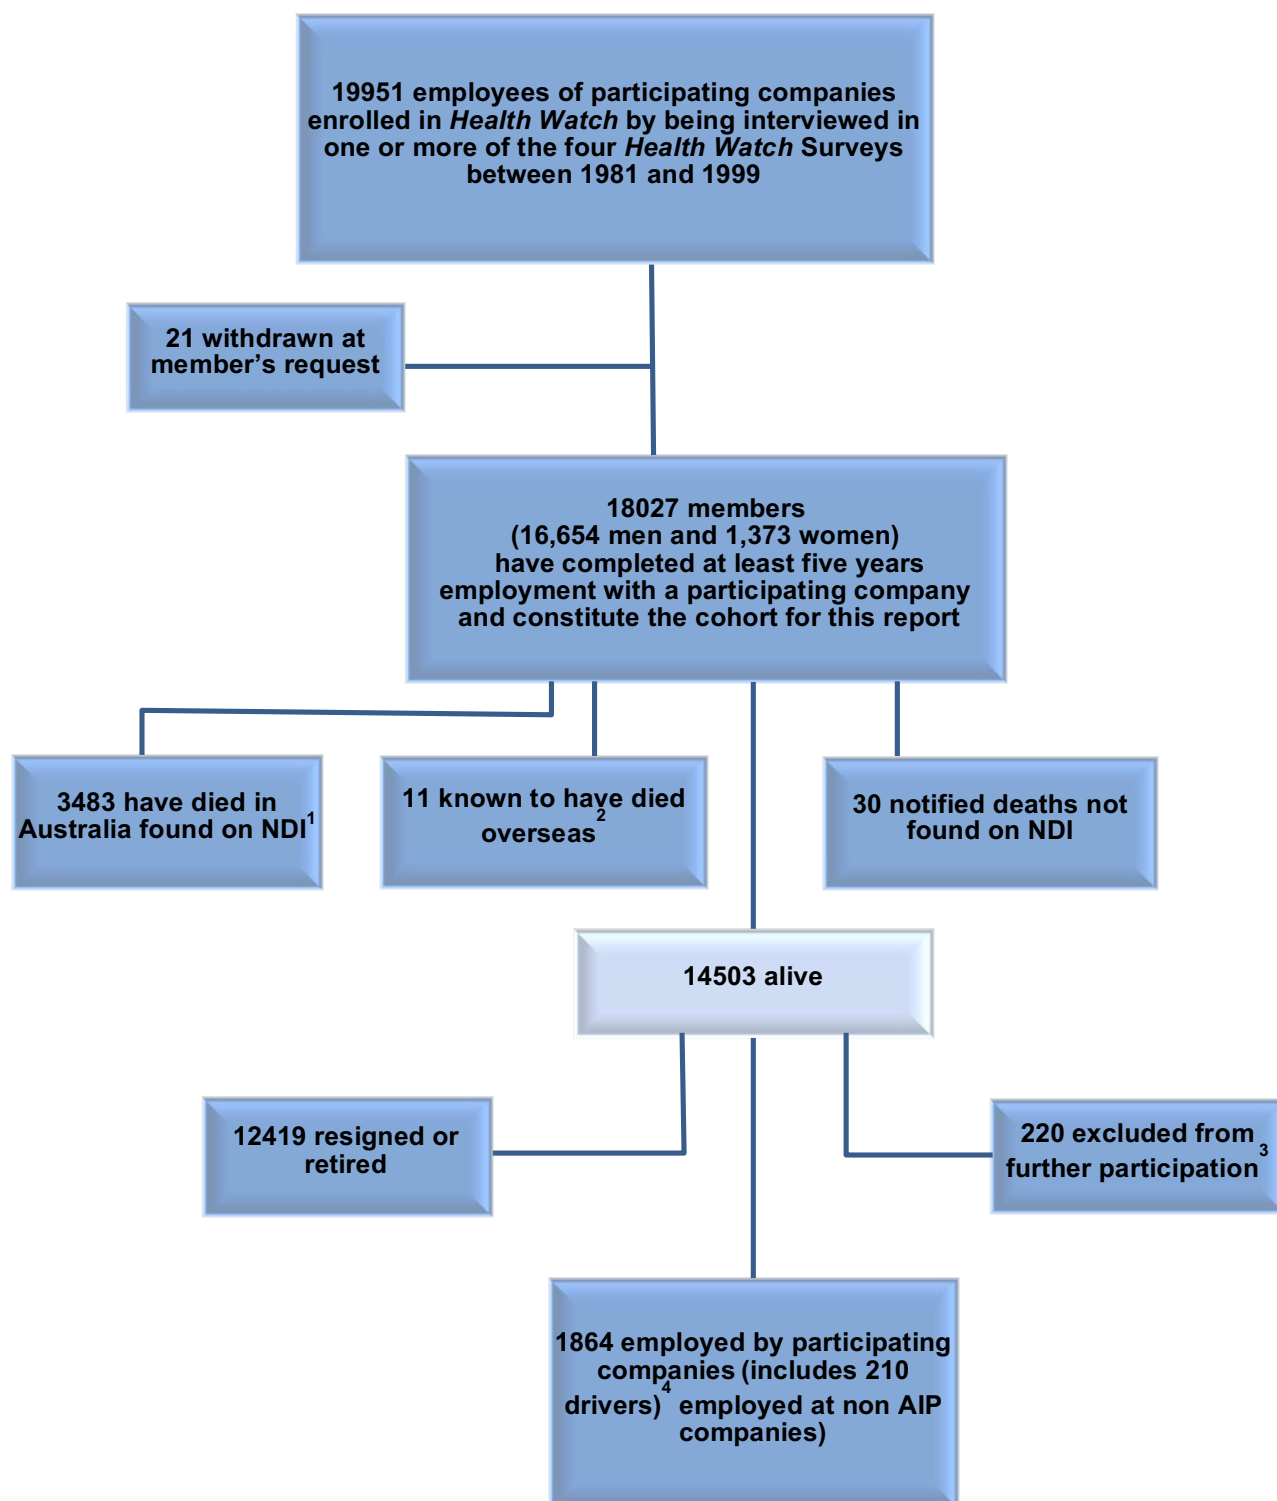 19951 employees of participating companies
enrolled in Health Watch by being interviewed in
one or more of the four Health Watch Surveys
between 1981 and 1999
21 withdrawn at
member’s request
18027 members
(16,654 men and 1,373 women)
have completed at least five years
employment with a participating company
and constitute the cohort for this report
3483 have died in
Australia found on NDI1
11 known to have died
overseas2
30 notified deaths not
found on NDI
14503 alive
12419 resigned or
retired
220 excluded from
further participation3
1864 employed by participating
companies (includes 210
drivers)4 employed at non AIP
companies)